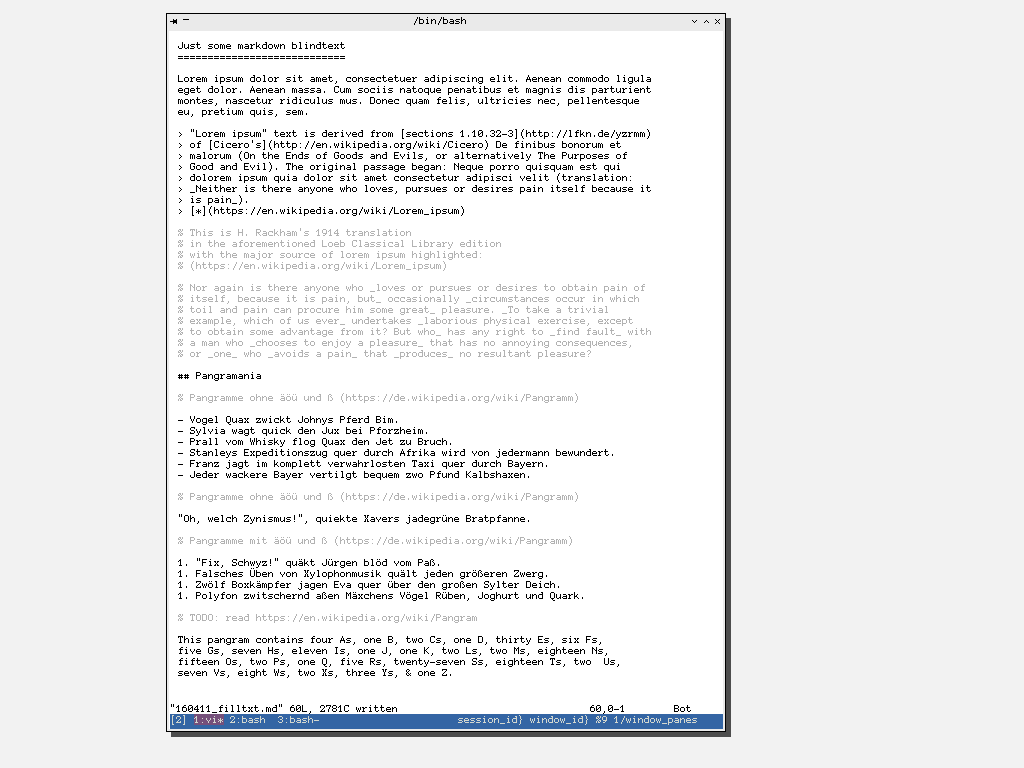 /bin/bash
Just some markdown blindtext
============================
Lorem ipsum dolor sit amet, consectetuer adipiscing elit. Aenean commodo ligula
eget dolor. Aenean massa. Cum sociis natoque penatibus et magnis dis parturient
montes, nascetur ridiculus mus. Donec quam felis, ultricies nec, pellentesque
eu, pretium quis, sem.
> "Lorem ipsum" text is derived from [sections 1.10.32-3](http://lfkn.de/yzrmm)
> of [Cicero's](http://en.wikipedia.org/wiki/Cicero) De finibus bonorum et
> malorum (On the Ends of Goods and Evils, or alternatively The Purposes of
> Good and Evil). The original passage began: Neque porro quisquam est qui
> dolorem ipsum quia dolor sit amet consectetur adipisci velit (translation:
> _Neither is there anyone who loves, pursues or desires pain itself because it
> is pain_).
> [*](https://en.wikipedia.org/wiki/Lorem_ipsum)
% This is H. Rackham's 1914 translation
% in the aforementioned Loeb Classical Library edition
% with the major source of lorem ipsum highlighted:
% (https://en.wikipedia.org/wiki/Lorem_ipsum)
% Nor again is there anyone who _loves or pursues or desires to obtain pain of
% itself, because it is pain, but_ occasionally _circumstances occur in which
% toil and pain can procure him some great_ pleasure. _To take a trivial
% example, which of us ever_ undertakes _laborious physical exercise, except
% to obtain some advantage from it? But who_ has any right to _find fault_ with
% a man who _chooses to enjoy a pleasure_ that has no annoying consequences,
% or _one_ who _avoids a pain_ that _produces_ no resultant pleasure?
## Pangramania
% Pangramme ohne äöü und ß (https://de.wikipedia.org/wiki/Pangramm)
- Vogel Quax zwickt Johnys Pferd Bim.
- Sylvia wagt quick den Jux bei Pforzheim.
- Prall vom Whisky flog Quax den Jet zu Bruch.
- Stanleys Expeditionszug quer durch Afrika wird von jedermann bewundert.
- Franz jagt im komplett verwahrlosten Taxi quer durch Bayern.
- Jeder wackere Bayer vertilgt bequem zwo Pfund Kalbshaxen.
% Pangramme ohne äöü und ß (https://de.wikipedia.org/wiki/Pangramm)
"Oh, welch Zynismus!", quiekte Xavers jadegrüne Bratpfanne.
% Pangramme mit äöü und ß (https://de.wikipedia.org/wiki/Pangramm)
1. "Fix, Schwyz!" quäkt Jürgen blöd vom Paß.
1. Falsches Üben von Xylophonmusik quält jeden größeren Zwerg.
1. Zwölf Boxkämpfer jagen Eva quer über den großen Sylter Deich.
1. Polyfon zwitschernd aßen Mäxchens Vögel Rüben, Joghurt und Quark.
% TODO: read https://en.wikipedia.org/wiki/Pangram
This pangram contains four As, one B, two Cs, one D, thirty Es, six Fs,
five Gs, seven Hs, eleven Is, one J, one K, two Ls, two Ms, eighteen Ns,
fifteen Os, two Ps, one Q, five Rs, twenty-seven Ss, eighteen Ts, two  Us,
seven Vs, eight Ws, two Xs, three Ys, & one Z.
"160411_filltxt.md" 60L, 2781C written 60,0-1 Bot
[2] 1:vi* 2:bash  3:bash- session_id} window_id} %9 1/window_panes